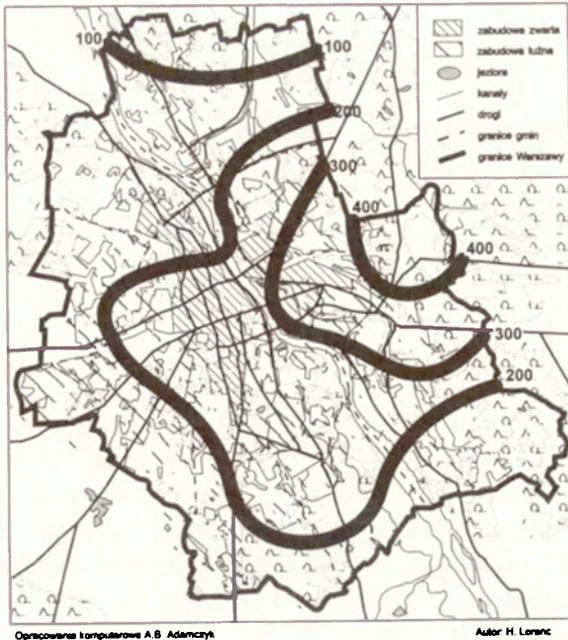 zabudowa zwarta
zabudowa luźna
jeziora
kanały
drogi
granice gmin
granice Warszawy
100
100
200
300
400
400
300
200
Opracowanie komputerowe A.B. Adamczyk
Autor H. Lorenc